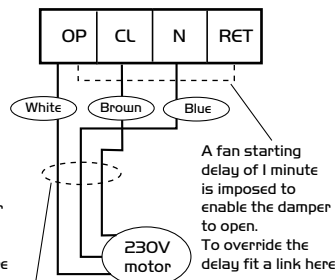 OP CL N RET
White Brown Blue
A fan starting
delay of 1 minute
is imposed to
enable the damper
to open.
To override the
delay fit a link here
230V
motor